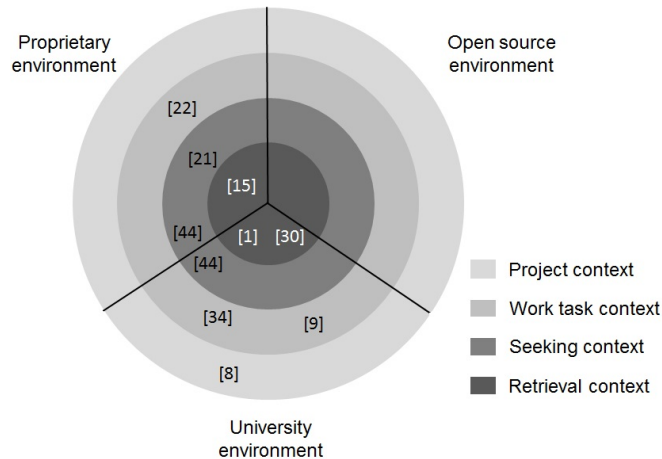 Proprietary
environment
Open source
environment
[22]
[21]
[15]
[44]
[1]
[30]
[44]
[34]
[9]
[8]
Project context
Work task context
Seeking context
Retrieval context
University
environment